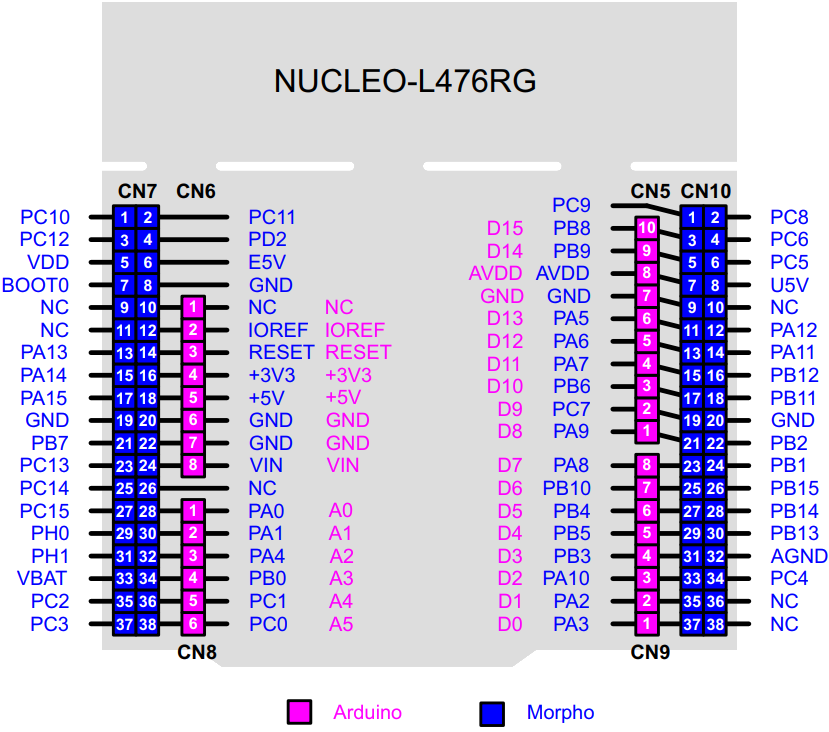 NUCLEO-L476RG
CN7 CN6 CN5 CN10
PC9
PC10 1 2 PC11 D15 PB8 10 1 2 PC8
PC12 3 4 PD2 D14 PB9 9 3 4 PC6
VDD 5 6 E5V AVDD AVDD 8 5 6 PC5
BOOT0 7 8 GND GND GND 7 7 8 U5V
NC 9 10 1 NC NC D13 PA5 6 9 10 NC
NC 11 12 2 IOREF IOREF D12 PA6 5 11 12 PA12
PA13 13 14 3 RESET RESET D11 PA7 4 13 14 PA11
PA14 15 16 4 +3V3 +3V3 D10 PB6 3 15 16 PB12
PA15 17 18 5 +5V +5V D9 PC7 2 17 18 PB11
GND 19 20 6 GND GND D8 PA9 1 19 20 GND
PB7 21 22 7 GND GND 21 22 PB2
PC13 23 24 8 VIN VIN D7 PA8 8 23 24 PB1
PC14 25 26 NC D6 PB10 7 25 26 PB15
PC15 27 28 1 PA0 A0 D5 PB4 6 27 28 PB14
PH0 29 30 2 PA1 A1 D4 PB5 5 29 30 PB13
PH1 31 32 3 PA4 A2 D3 PB3 4 31 32 AGND
VBAT 33 34 4 PB0 A3 D2 PA10 3 33 34 PC4
PC2 35 36 5 PC1 A4 D1 PA2 2 35 36 NC
PC3 37 38 6 PC0 A5 D0 PA3 1 37 38 NC
CN8 CN9
Arduino Morpho